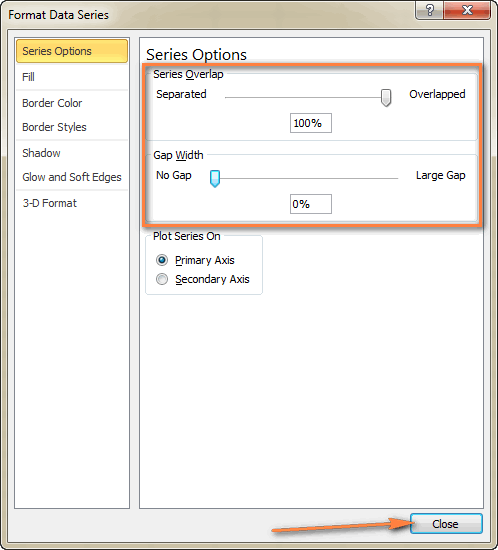 Format Data Series
?
Series Options
Fill
Border Color
Border Styles
Shadow
Glow and Soft Edges
3-D Format
Series Options
Series Overlap
Separated Overlapped
100%
Gap Width
No Gap Large Gap
0%
Plot Series On
Primary Axis
Secondary Axis
Close